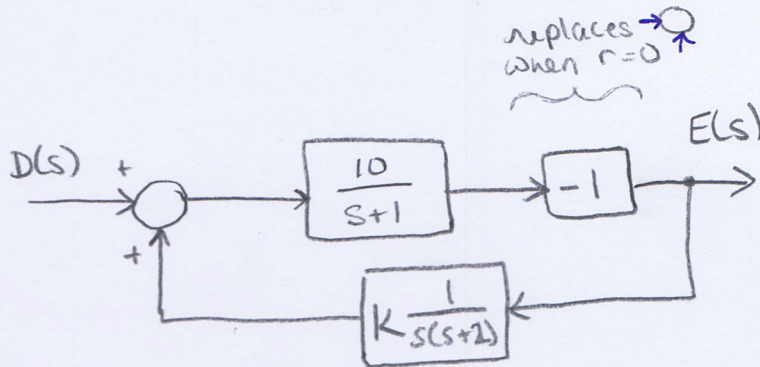 replaces
when r=0
E(s)
D(s)
+
10
s+1
-1
+
K 1
s(s+2)